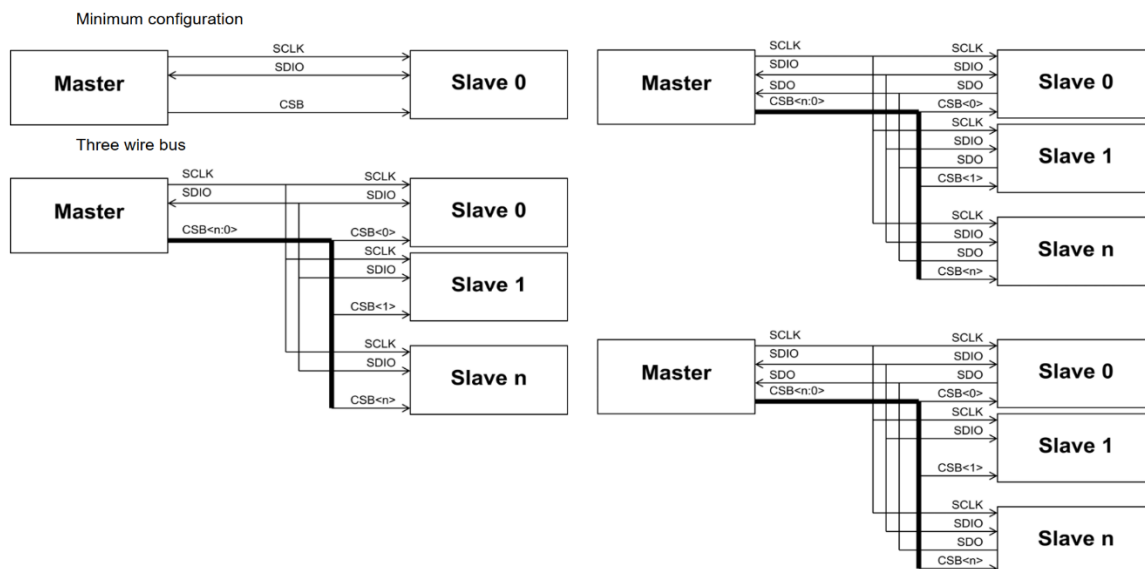 Minimum configuration
Master
SCLK
SDIO
CSB
Slave 0
Three wire bus
Master
SCLK
SDIO
CSB<n:0>
SCLK
SDIO
CSB<0>
Slave 0
SCLK
SDIO
CSB<1>
Slave 1
SCLK
SDIO
CSB<n>
Slave n
Master
SCLK
SDIO
SDO
CSB<n:0>
SCLK
SDIO
SDO
CSB<0>
Slave 0
SCLK
SDIO
SDO
CSB<1>
Slave 1
SCLK
SDIO
SDO
CSB<n>
Slave n
Master
SCLK
SDIO
SDO
CSB<n:0>
SCLK
SDIO
SDO
CSB<0>
Slave 0
SCLK
SDIO
CSB<1>
Slave 1
SCLK
SDIO
SDO
CSB<n>
Slave n